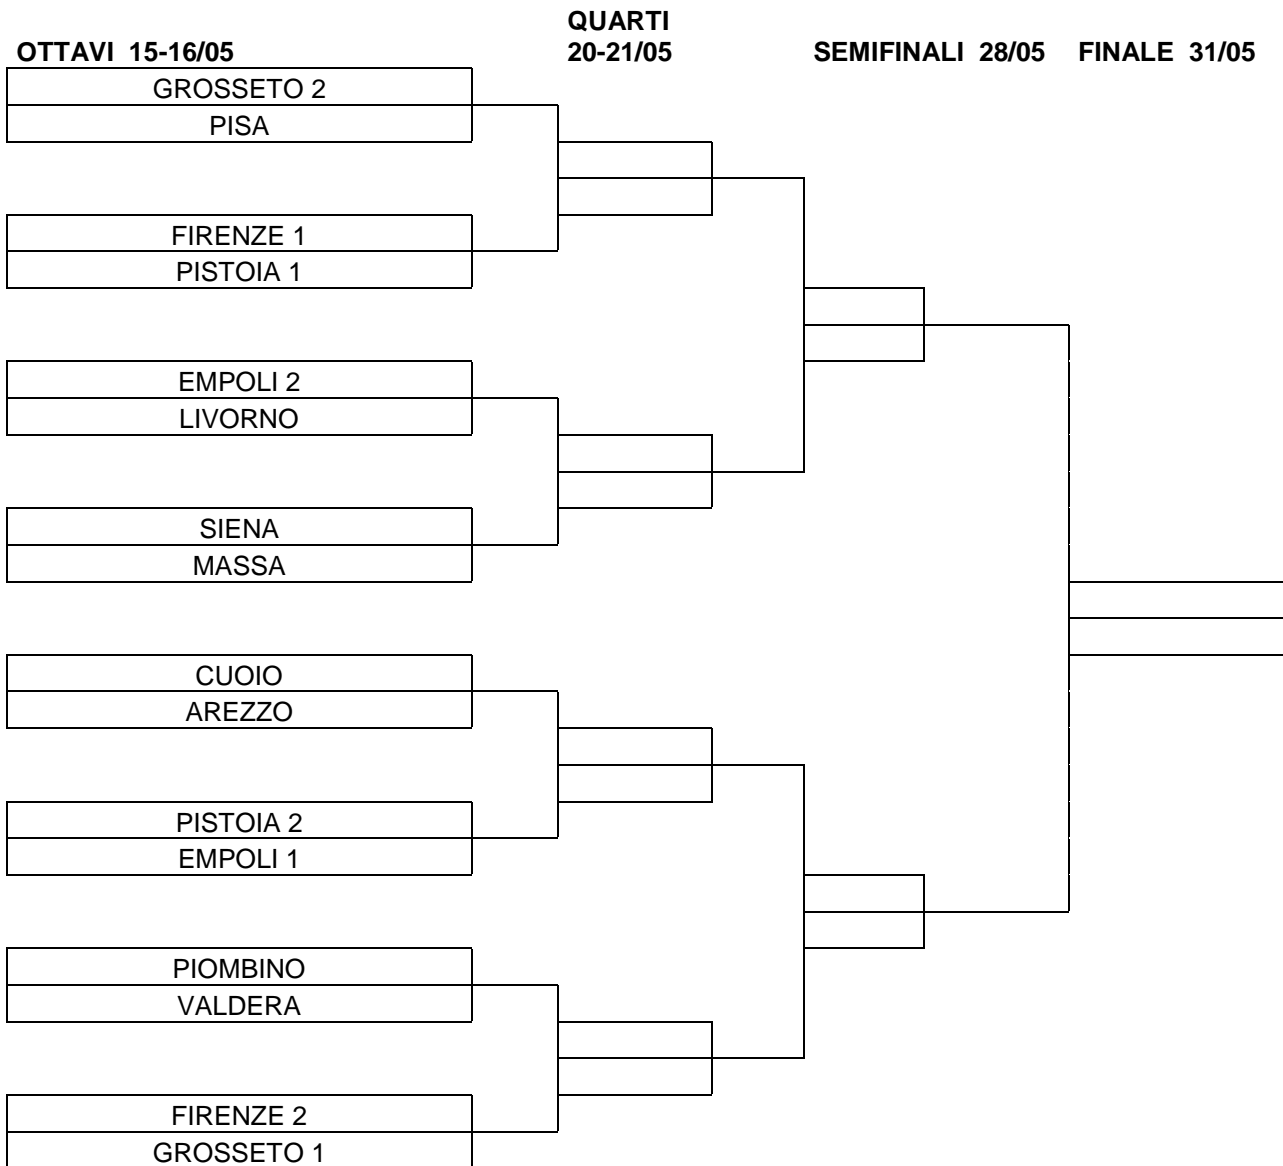 QUARTI
OTTAVI 15-16/05 20-21/05 SEMIFINALI 28/05 FINALE 31/05
GROSSETO 2
PISA
FIRENZE 1
PISTOIA 1
EMPOLI 2
LIVORNO
SIENA
MASSA
CUOIO
AREZZO
PISTOIA 2
EMPOLI 1
PIOMBINO
VALDERA
FIRENZE 2
GROSSETO 1